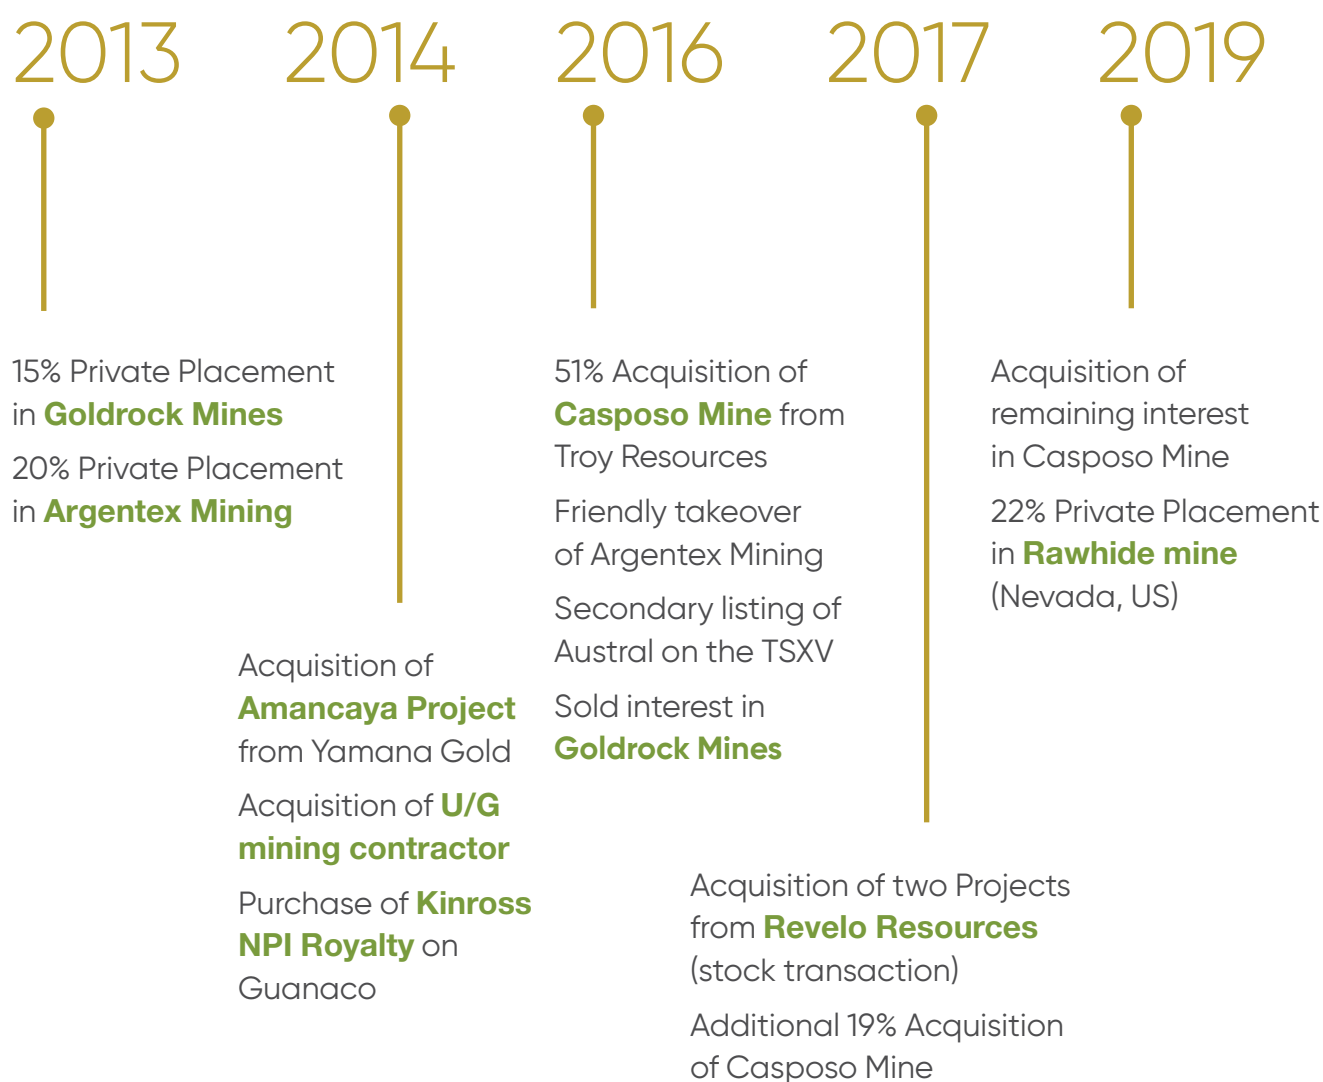 2013
2014
2016
2017
2019
15% Private Placement
in Goldrock Mines
20% Private Placement
in Argentex Mining
Acquisition of
Amancaya Project
from Yamana Gold
Acquisition of U/G
mining contractor
Purchase of Kinross
NPI Royalty on
Guanaco
51% Acquisition of
Casposo Mine from
Troy Resources
Friendly takeover
of Argentex Mining
Secondary listing of
Austral on the TSXV
Sold interest in
Goldrock Mines
Acquisition of two Projects
from Revelo Resources
(stock transaction)
Additional 19% Acquisition
of Casposo Mine
Acquisition of
remaining interest
in Casposo Mine
22% Private Placement
in Rawhide mine
(Nevada, US)